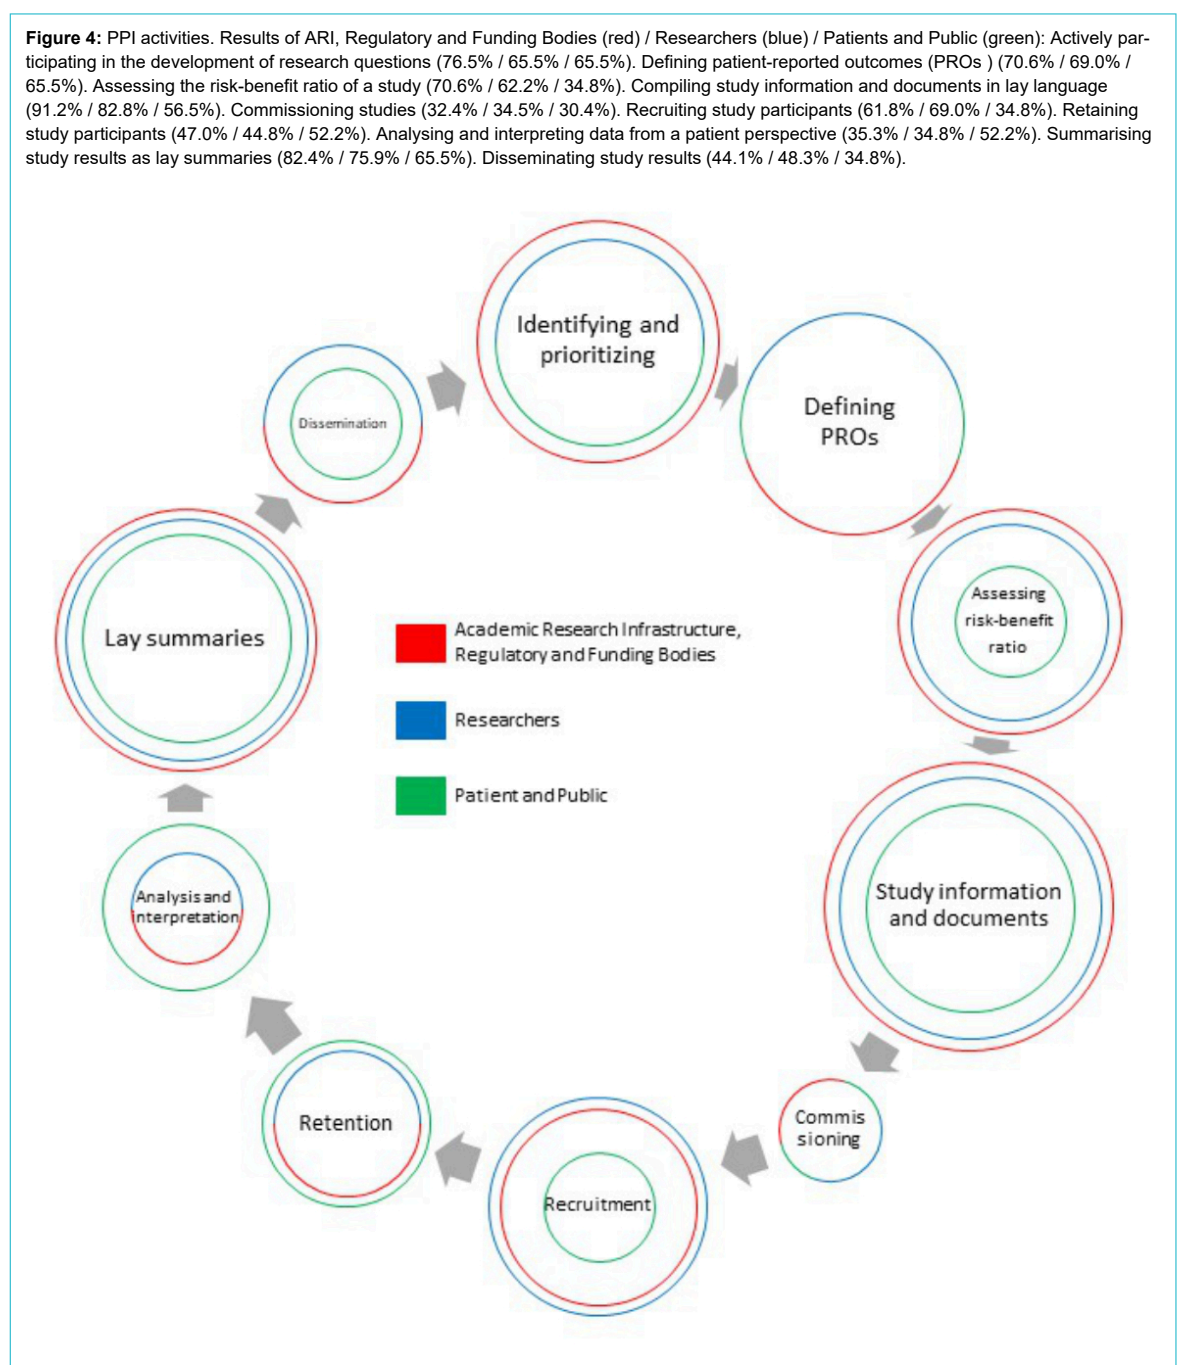 Figure 4: PPI activities. Results of ARI, Regulatory and Funding Bodies (red) / Researchers (blue) / Patients and Public (green): Actively par-
ticipating in the development of research questions (76.5% / 65.5% / 65.5%). Defining patient-reported outcomes (PROs ) (70.6% / 69.0% /
65.5%). Assessing the risk-benefit ratio of a study (70.6% / 62.2% / 34.8%). Compiling study information and documents in lay language
(91.2% / 82.8% / 56.5%). Commissioning studies (32.4% / 34.5% / 30.4%). Recruiting study participants (61.8% / 69.0% / 34.8%). Retaining
study participants (47.0% / 44.8% / 52.2%). Analysing and interpreting data from a patient perspective (35.3% / 34.8% / 52.2%). Summarising
study results as lay summaries (82.4% / 75.9% / 65.5%). Disseminating study results (44.1% / 48.3% / 34.8%).
Identifying and
prioritizing
Defining
PROs
Assessing
risk-benefit
ratio
Study information
and documents
Commis
sioning
Recruitment
Retention
Analysis and
interpretation
Lay summaries
Dissemination
Academic Research Infrastructure,
Regulatory and Funding Bodies
Researchers
Patient and Public